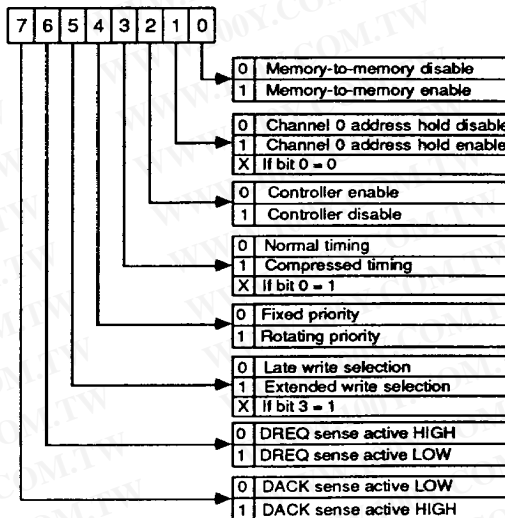 7 6 5 4 3 2 1 0
0 Memory-to-memory disable
1 Memory-to-memory enable
0 Channel 0 address hold disable
1 Channel 0 address hold enable
X If bit 0 = 0
0 Controller enable
1 Controller disable
0 Normal timing
1 Compressed timing
X If bit 0 = 1
0 Fixed priority
1 Rotating priority
0 Late write selection
1 Extended write selection
X If bit 3 = 1
0 DREQ sense active HIGH
1 DREQ sense active LOW
0 DACK sense active LOW
1 DACK sense active HIGH